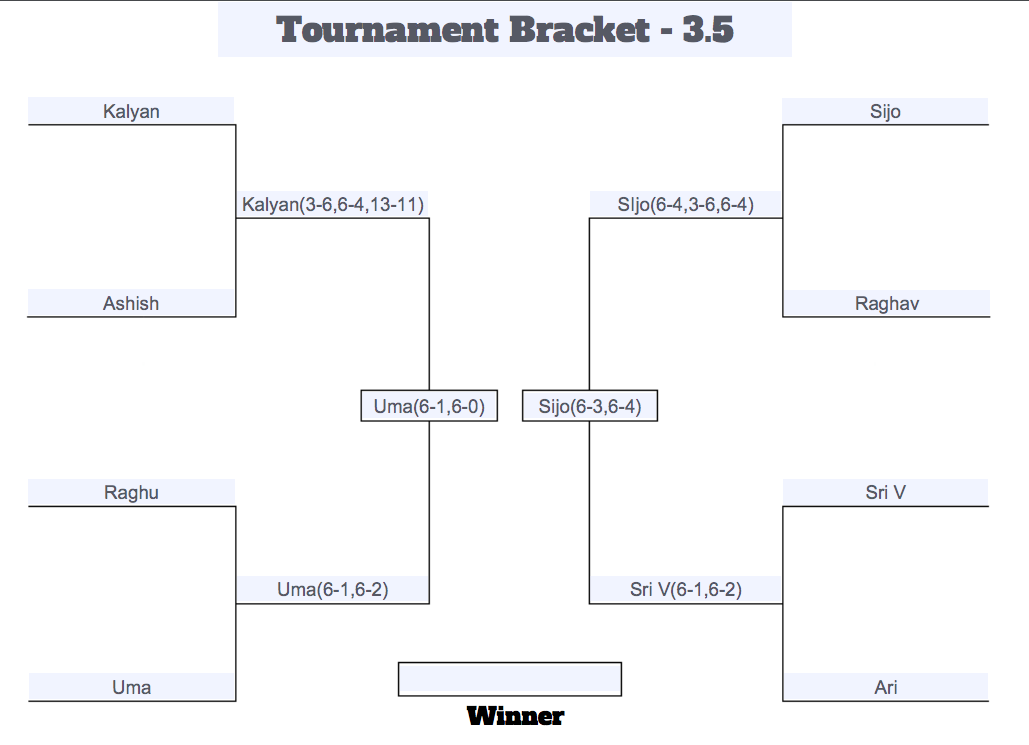 Tournament Bracket - 3.5
Kalyan
Sijo
Kalyan(3-6,6-4,13-11)
SIjo(6-4,3-6,6-4)
Ashish
Raghav
Uma(6-1,6-0)
Sijo(6-3,6-4)
Raghu
Sri V
Uma(6-1,6-2)
Sri V(6-1,6-2)
Uma
Ari
Winner